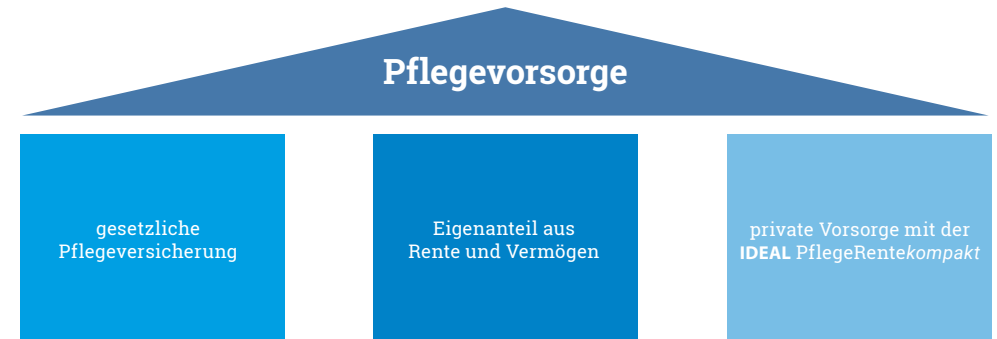 Pflegevorsorge
gesetzliche
Pflegeversicherung
Eigenanteil aus
Rente und Vermögen
private Vorsorge mit der
IDEAL PflegeRentekompakt